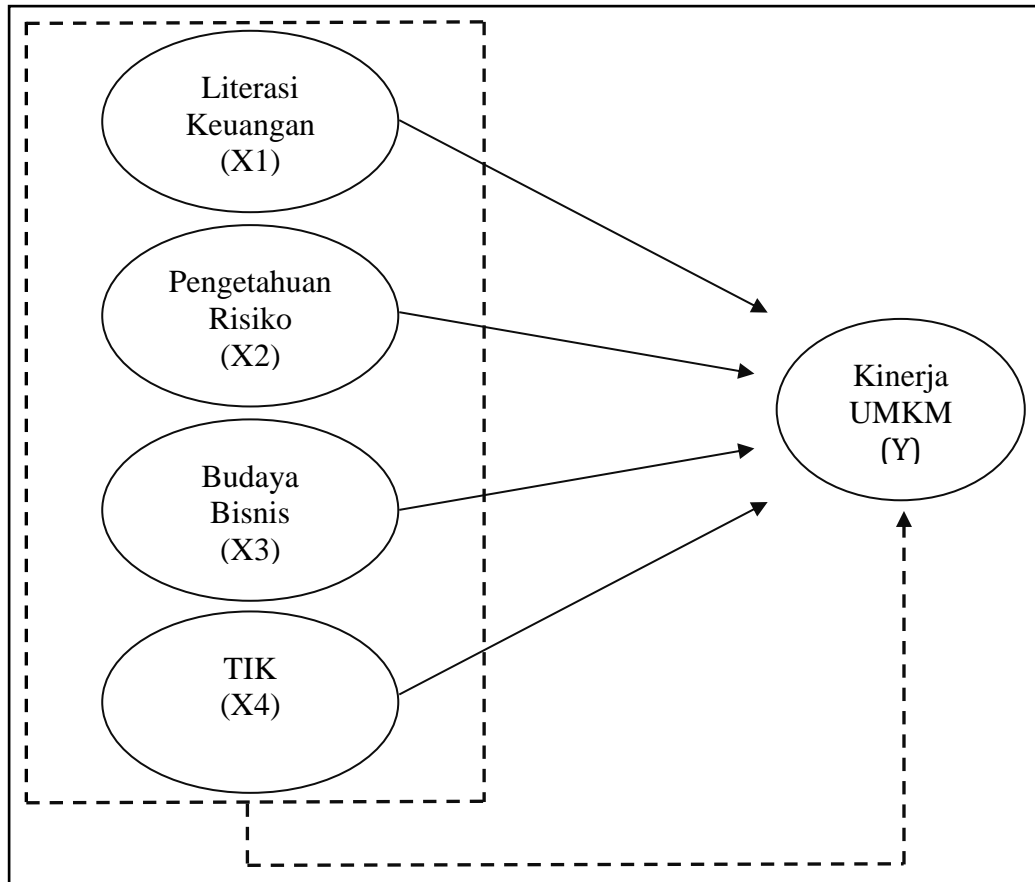 Literasi
Keuangan
(X1)
Pengetahuan
Risiko
(X2)
Budaya
Bisnis
(X3)
TIK
(X4)
Kinerja
UMKM
(Y)